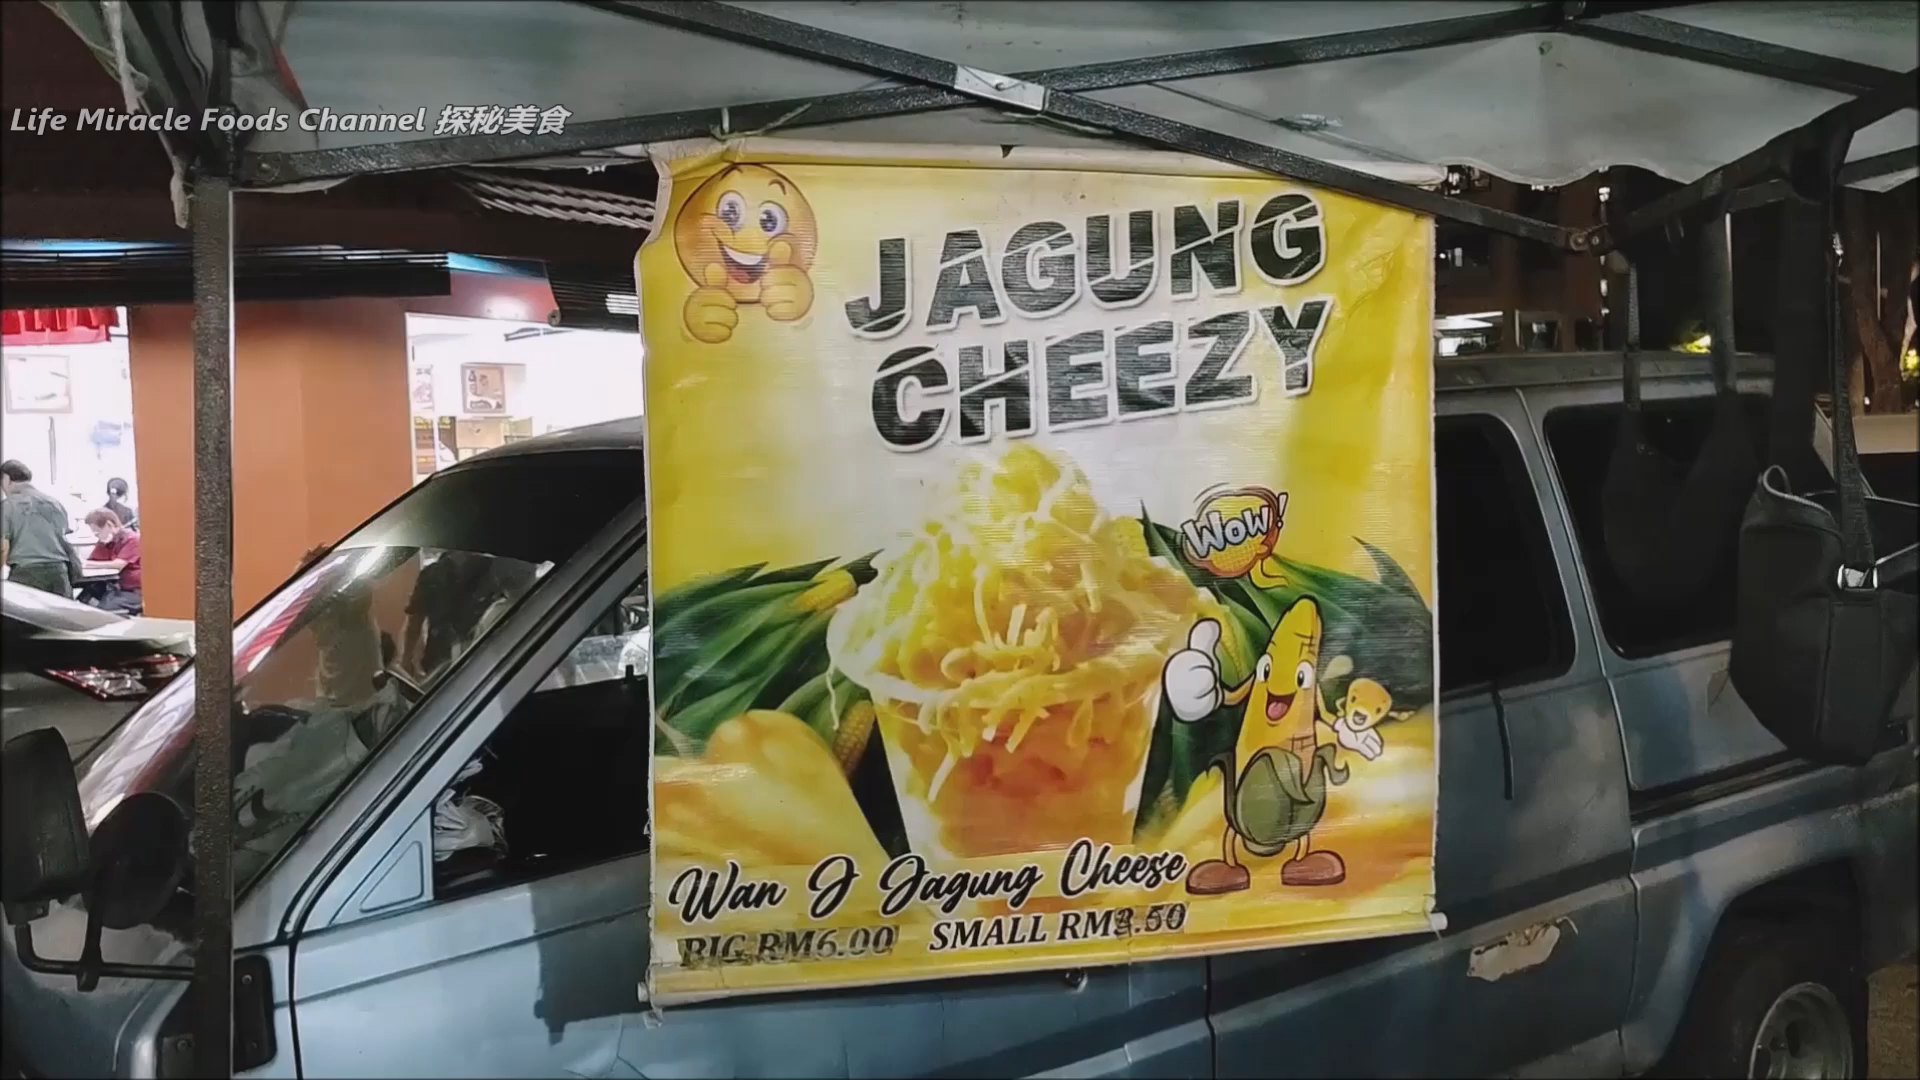 Life Miracle Foods Channel 探秘美食
JAGUNG
CHEEZY
Wow!
Wan J Jagung Cheese
BIG RM6.00 SMALL RM3.50